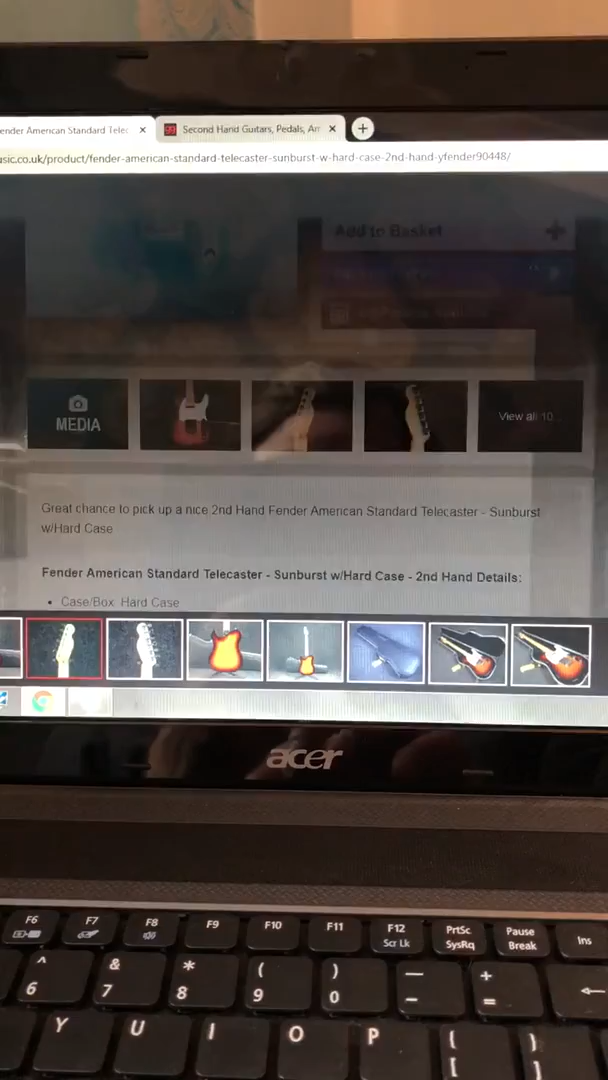 ender American Standard Telec
Second Hand Guitars, Pedals, Am
sic.co.uk/product/fender-american-standard-telecaster-sunburst-w-hard-case-2nd-hand-yfender90448/
Add to Basket
MEDIA
View all 10...
Great chance to pick up a nice 2nd Hand Fender American Standard Telecaster - Sunburst
w/Hard Case
Fender American Standard Telecaster - Sunburst w/Hard Case - 2nd Hand Details:
• Case/Box Hard Case
acer
F6 F7 F8 F9 F10 F11 F12 PrtSc Pause Ins
Scr Lk SysRq Break
^ & * ( ) — +
6 7 8 9 0 - = ←
Y U I O P { }
[ ]